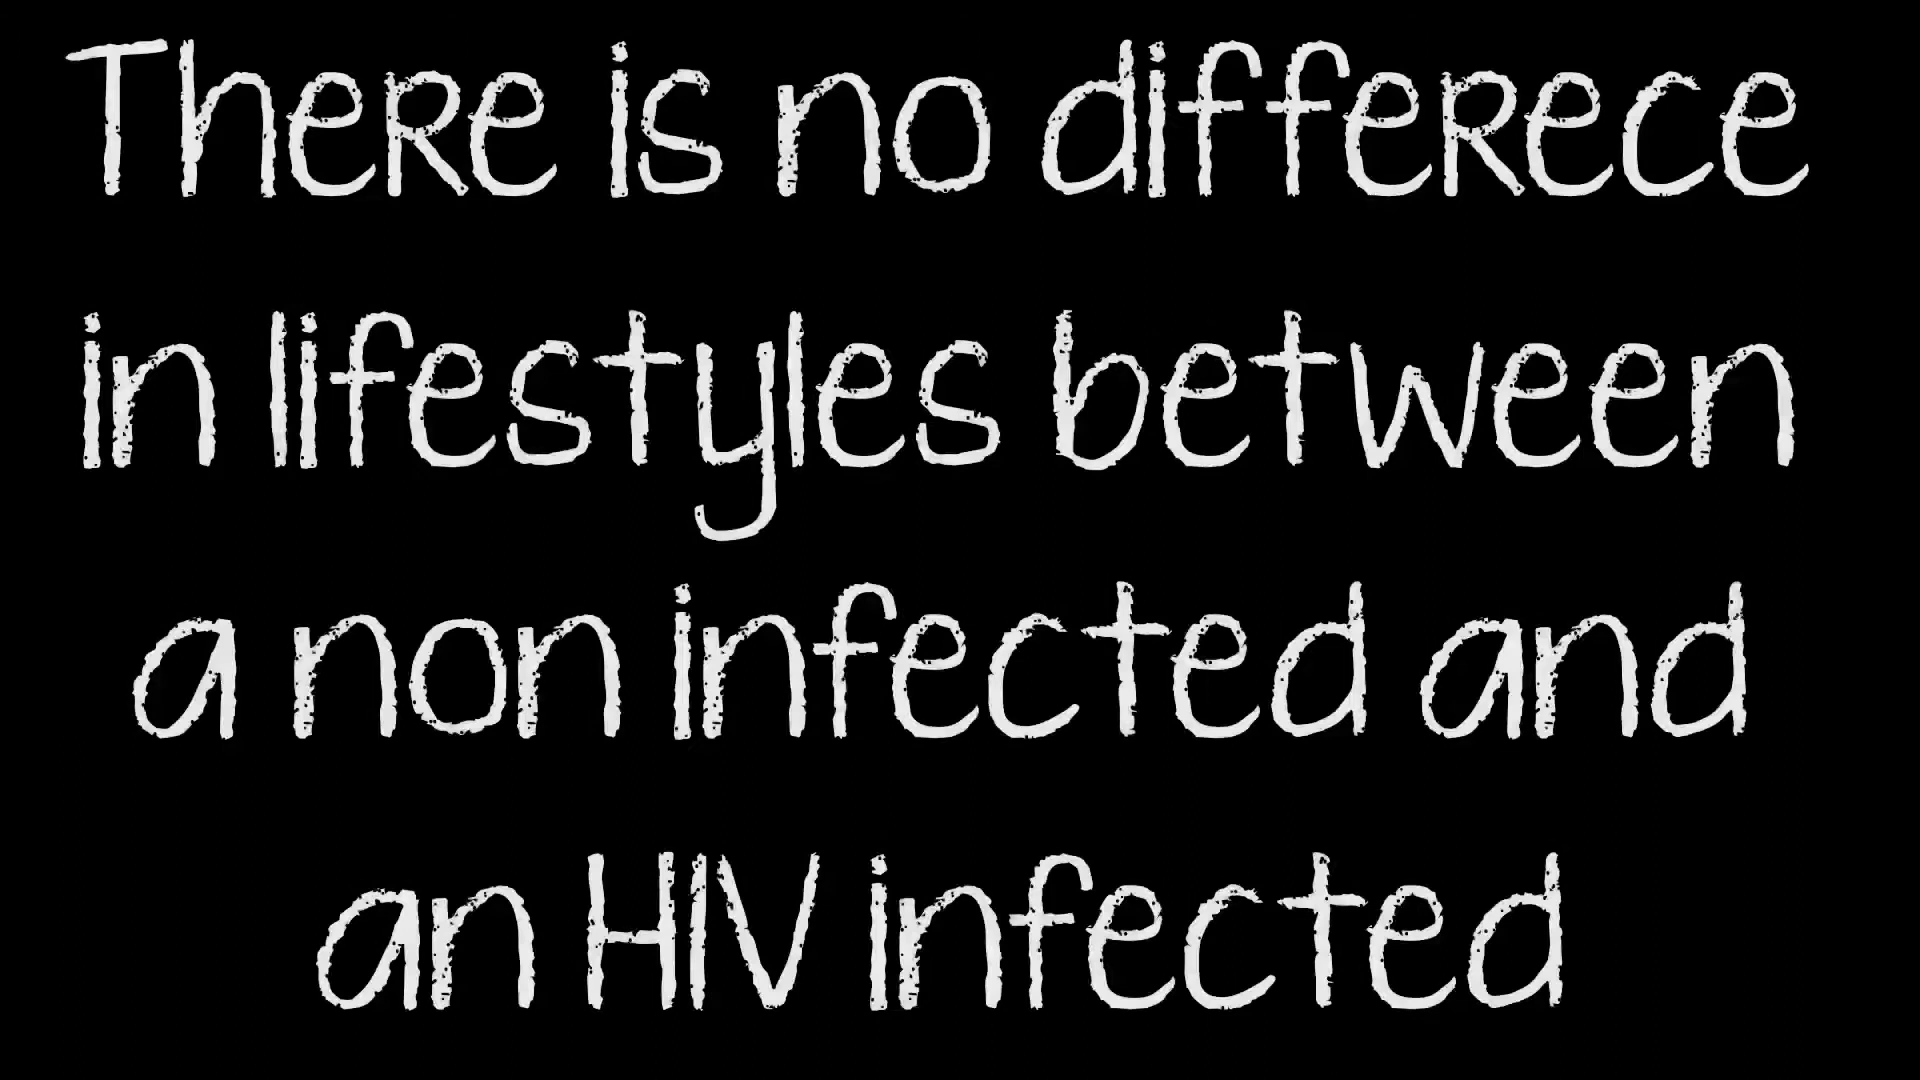 There is no differece
in lifestyles between
a non infected and
an HIV infected